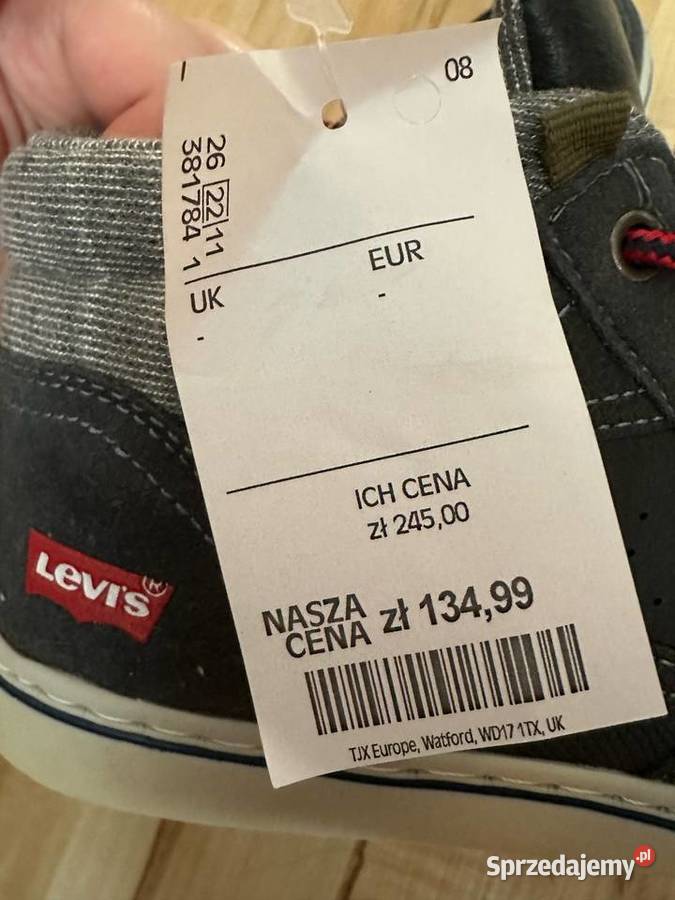 08
26 22 11
381784 1
UK
EUR
-
-
ICH CENA
zł 245,00
NASZA
CENA
zł 134,99
TJX Europe, Watford, WD17 1TX, UK
Levi's®
Sprzedajemy.pl